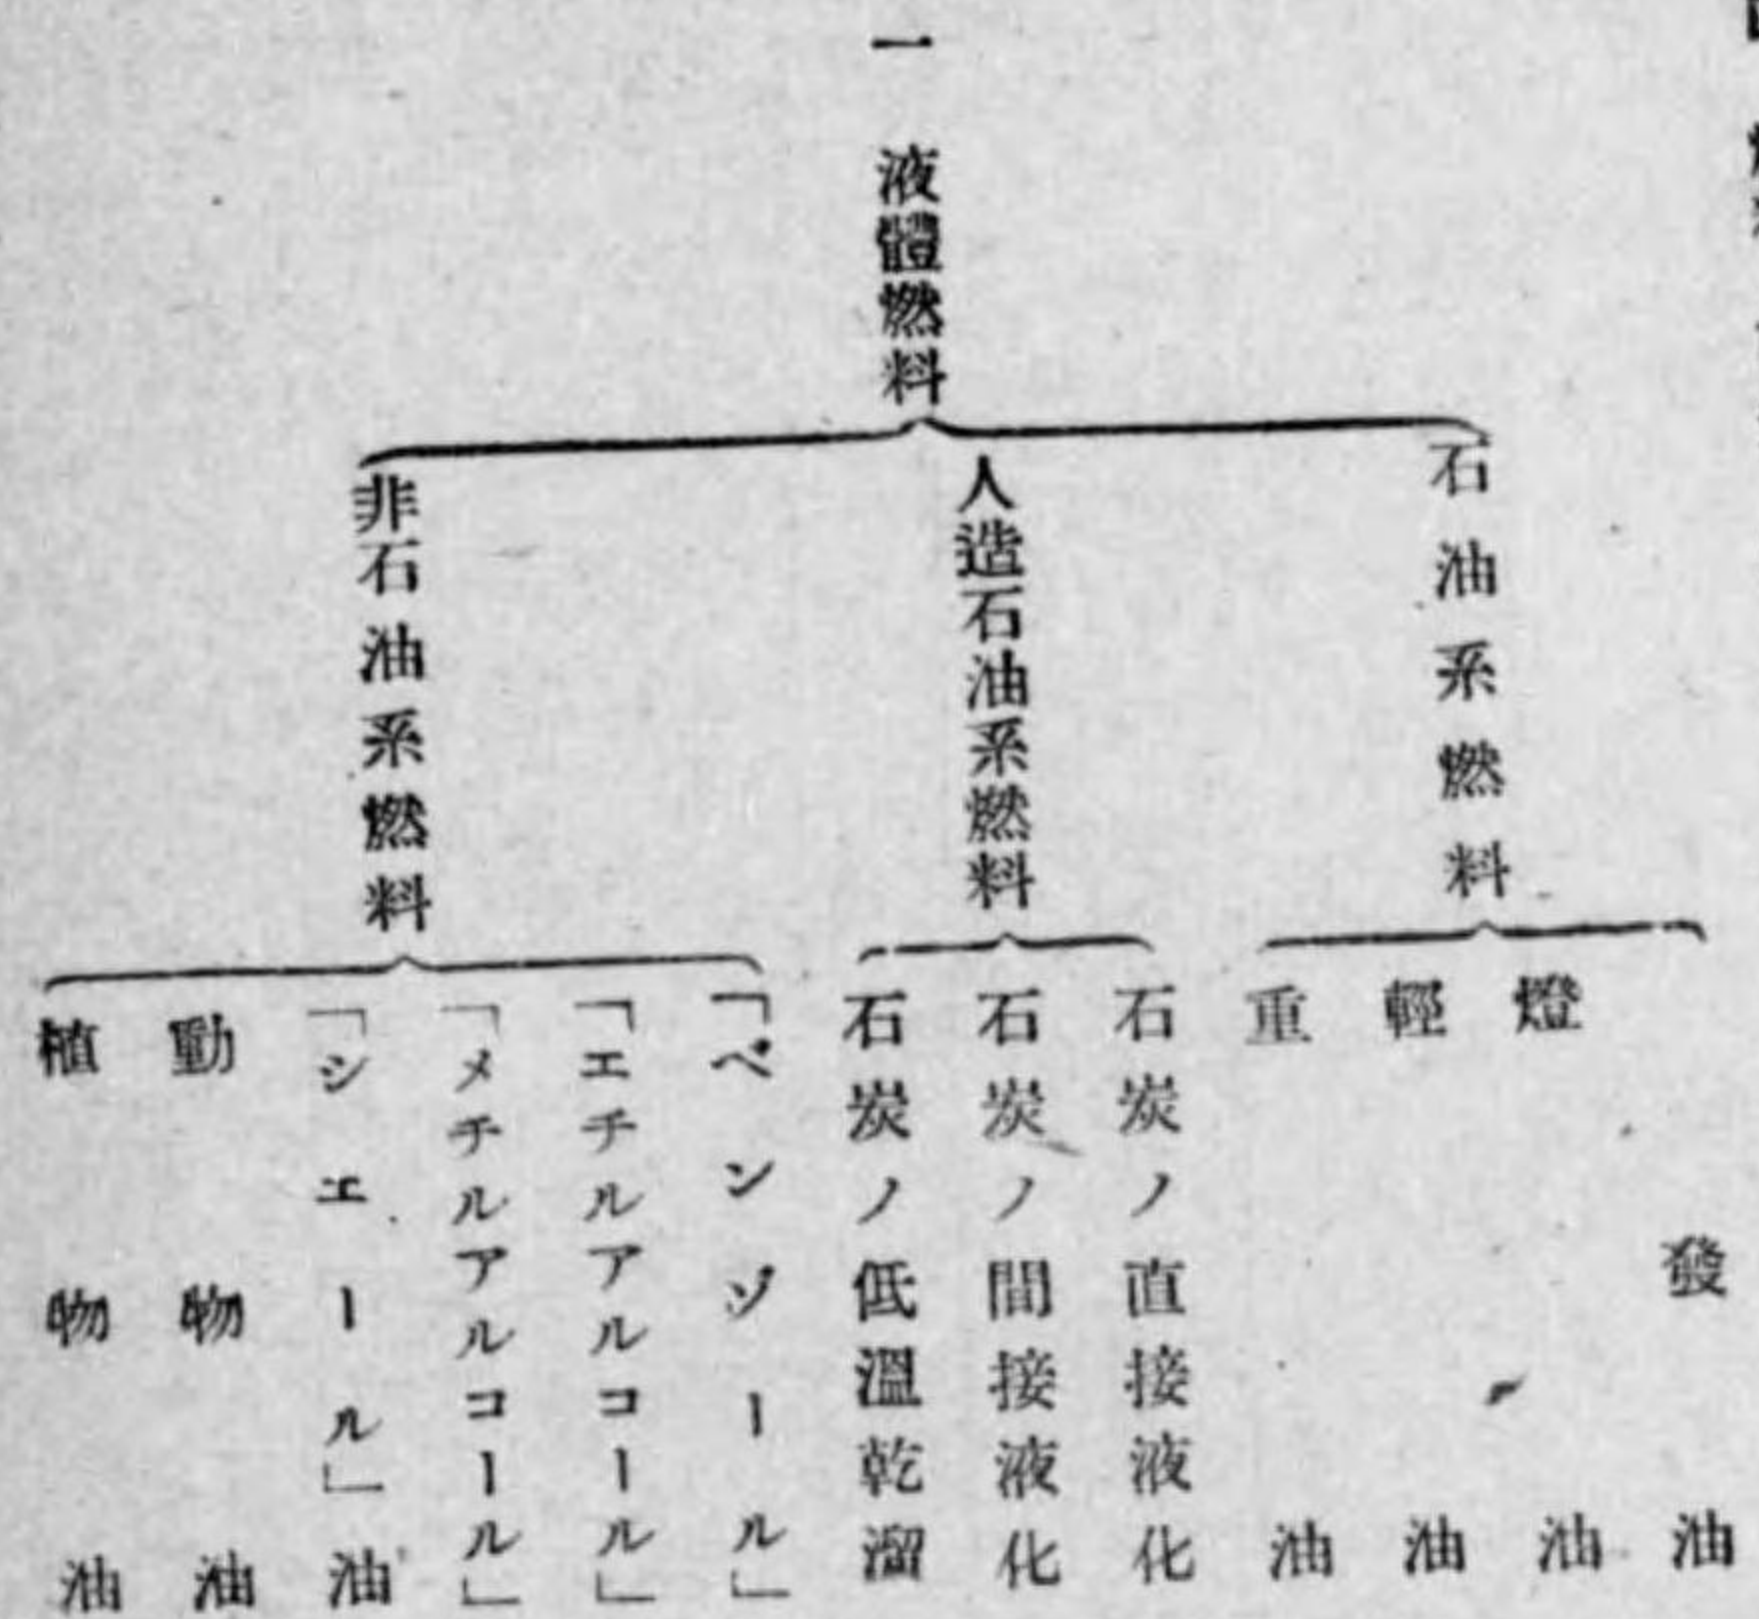 一 液體燃料
石油系燃料
發油
燈油
輕油
重油
人造石油系燃料
石炭ノ直接液化
石炭ノ間接液化
石炭ノ低溫乾溜
非石油系燃料
「ベンゾール」
「エチルアルコール」
「メチルアルコール」
「シエール」油
動物油
植物油